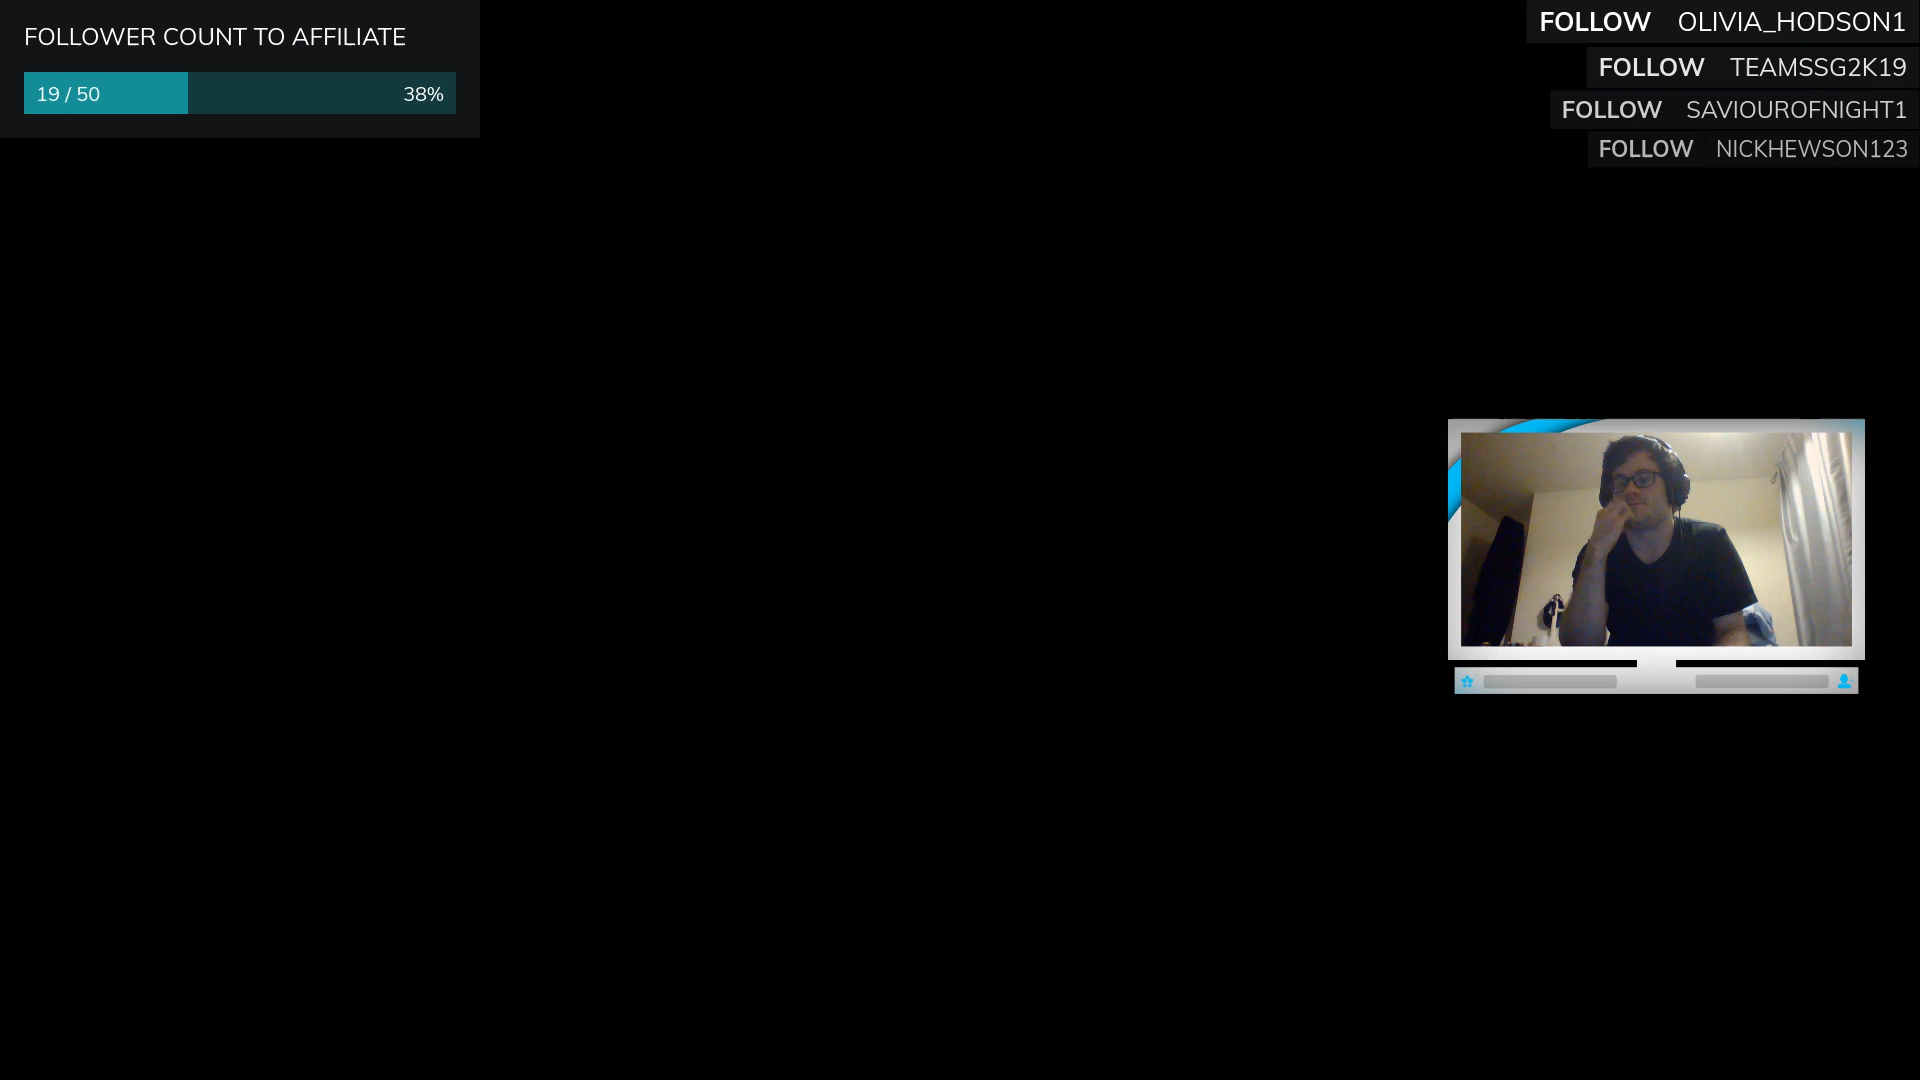 FOLLOWER COUNT TO AFFILIATE
19 / 50 38%
FOLLOW OLIVIA_HODSON1
FOLLOW TEAMSSG2K19
FOLLOW SAVIOUROFNIGHT1
FOLLOW NICKHEWSON123